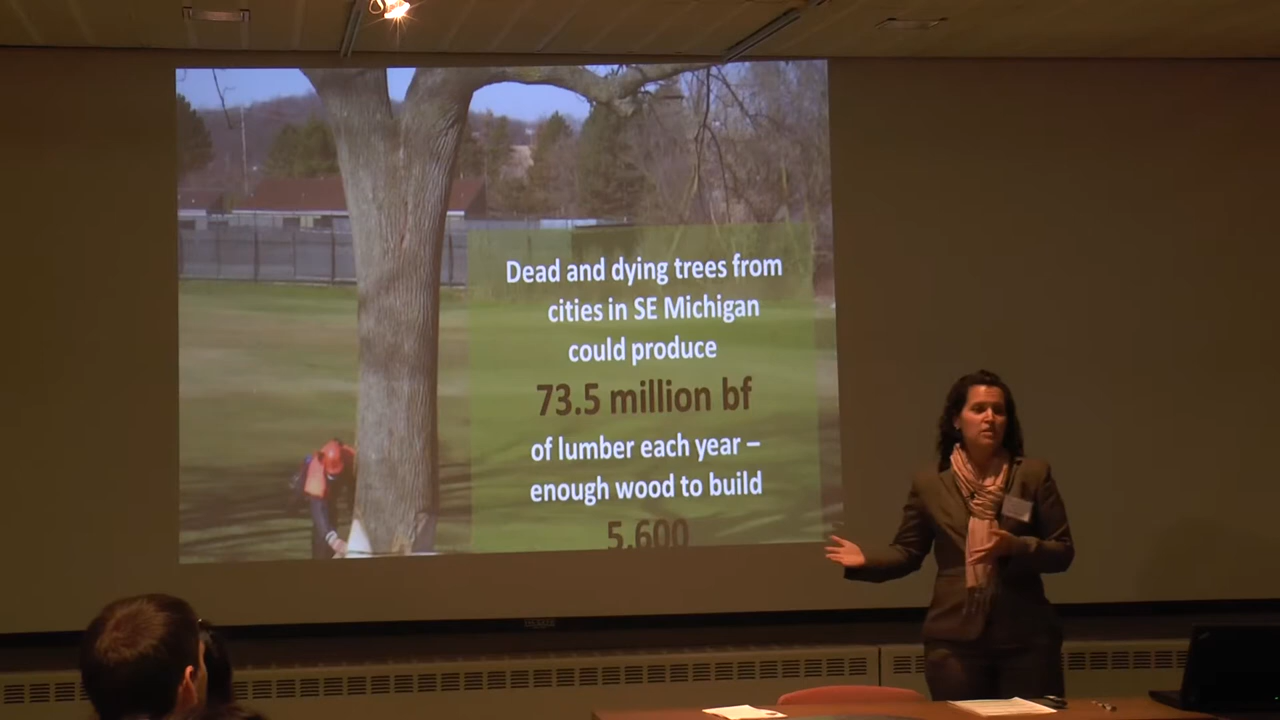 Dead and dying trees from
cities in SE Michigan
could produce
73.5 million bf
of lumber each year –
enough wood to build
5,600